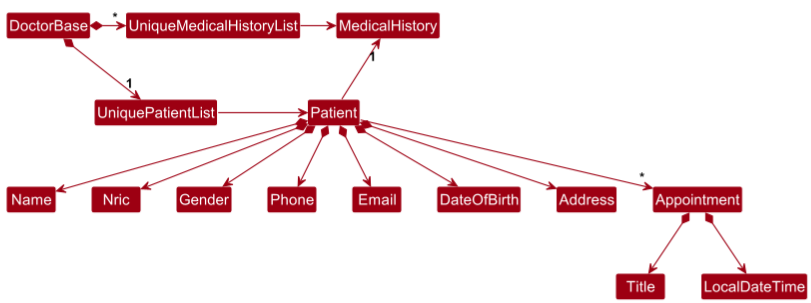 DoctorBase
*
UniqueMedicalHistoryList
MedicalHistory
1
1
UniquePatientList
Patient
*
Name
Nric
Gender
Phone
Email
DateOfBirth
Address
Appointment
Title
LocalDateTime